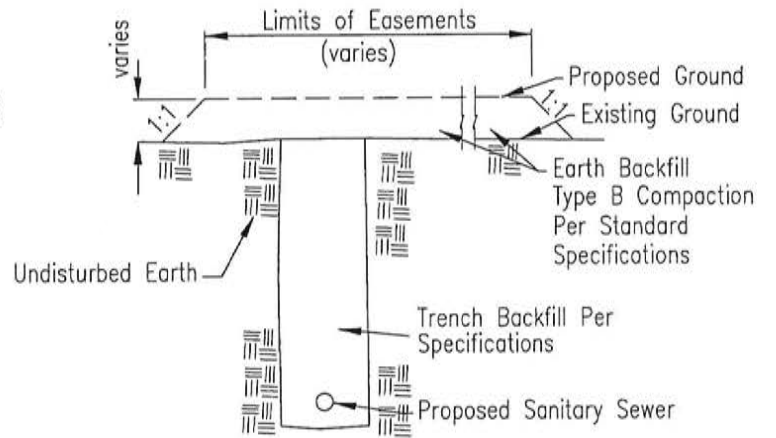 Limits of Easements
(varies)
varies
Proposed Ground
1:1
1:1
Existing Ground
Earth Backfill
Type B Compaction
Per Standard
Specifications
Undisturbed Earth
Trench Backfill Per
Specifications
Proposed Sanitary Sewer